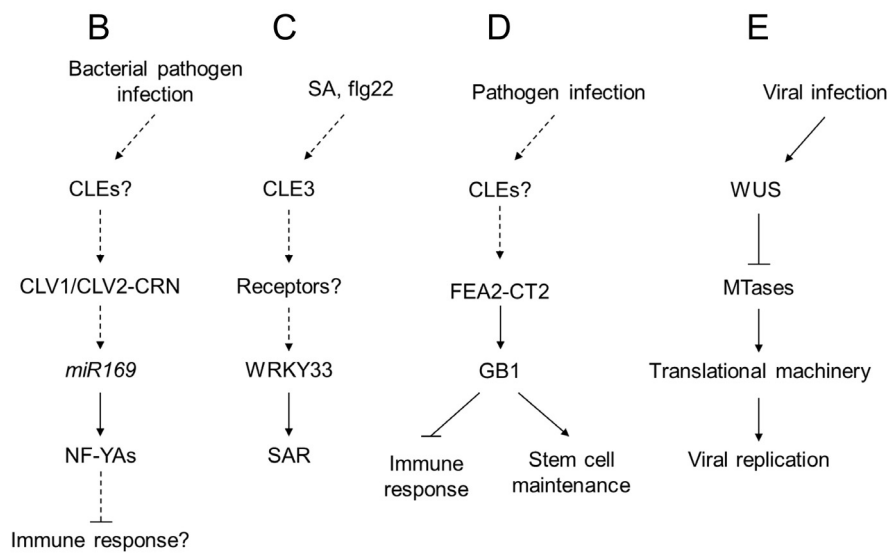 B
Bacterial pathogen
infection
CLEs?
CLV1/CLV2-CRN
miR169
NF-YAs
Immune response?
C
SA, flg22
CLE3
Receptors?
WRKY33
SAR
D
Pathogen infection
CLEs?
FEA2-CT2
GB1
Immune
response
Stem cell
maintenance
E
Viral infection
WUS
MTases
Translational machinery
Viral replication